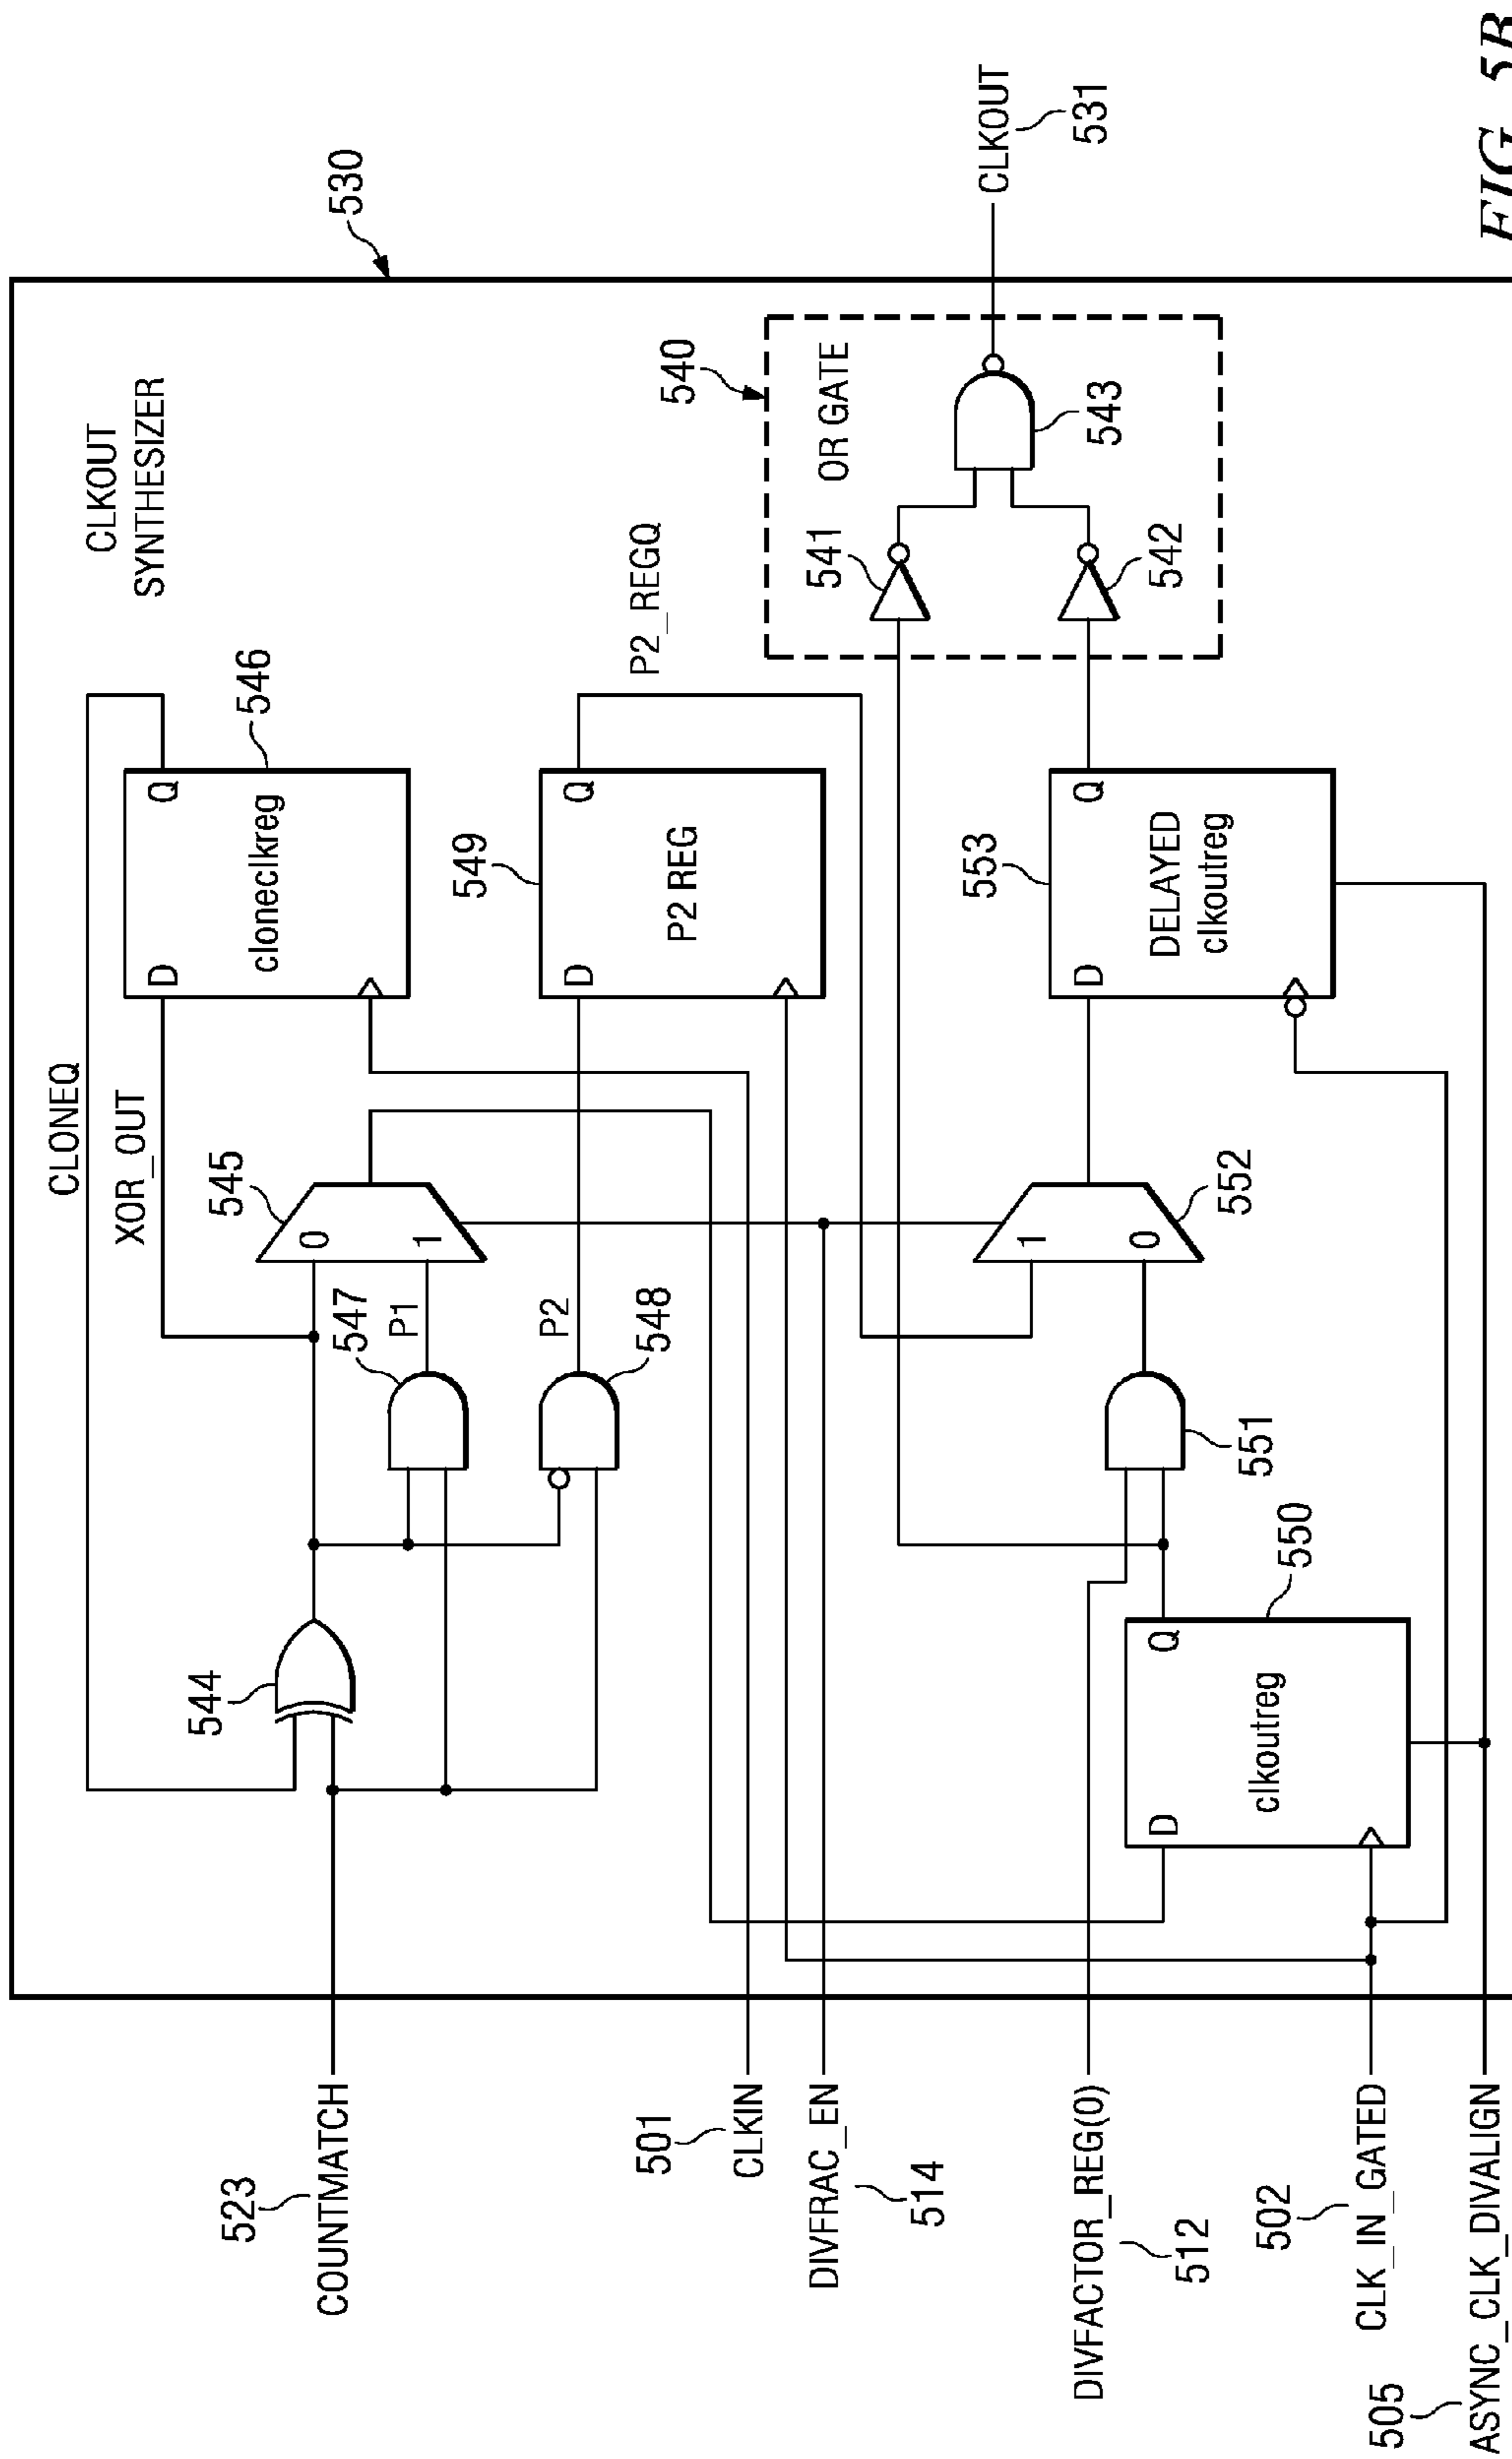 CLKOUT
SYNTHESIZER
530
CLONEQ
XOR_OUT
544
545
0
1
547
P1
P2
548
D
Q
cloneclkreg
546
549
D
Q
P2 REG
P2_REGQ
540
OR GATE
541
542
543
CLKOUT
531
523
COUNTMATCH
501
CLKIN
DIVFRAC_EN
514
DIVFACTOR_REG(0)
512
502
CLK_IN_GATED
505
ASYNC_CLK_DIVALIGN
D
Q
clkoutreg
550
551
1
0
552
553
D
Q
DELAYED
clkoutreg
FIG. 5B